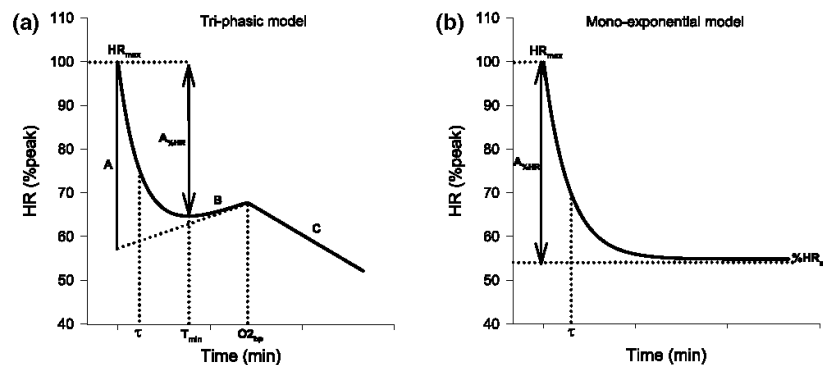 (a)
Tri-phasic model
110
HRmax
100
90
A%HR
80
A
70
B
60
C
50
40
τ
Tmin
O2bp
HR (%peak)
Time (min)
(b)
Mono-exponential model
110
HRmax
100
90
80
A%HR
70
60
%HR
50
40
τ
HR (%peak)
Time (min)